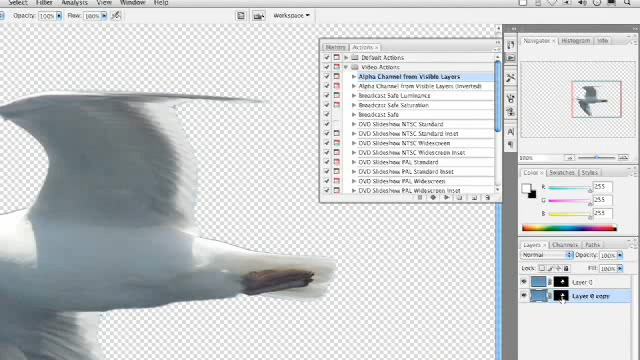 Select Filter Analysis View Window Help
Opacity: 100% Flow: 100% Workspace
History Actions
Default Actions
Video Actions
Alpha Channel from Visible Layers
Alpha Channel from Visible Layers (inverted)
Broadcast Safe Luminance
Broadcast Safe Saturation
Broadcast Safe
DVD Slideshow NTSC Standard
DVD Slideshow NTSC Standard Inset
DVD Slideshow NTSC Widescreen
DVD Slideshow NTSC Widescreen Inset
DVD Slideshow PAL Standard
DVD Slideshow PAL Standard Inset
DVD Slideshow PAL Widescreen
DVD Slideshow PAL Widescreen Inset
Navigator Histogram Info
100%
Color Swatches Styles
R 255
G 255
B 255
Layers Channels Paths
Normal Opacity: 100%
Lock: Fill: 100%
Layer 0
Layer 0 copy